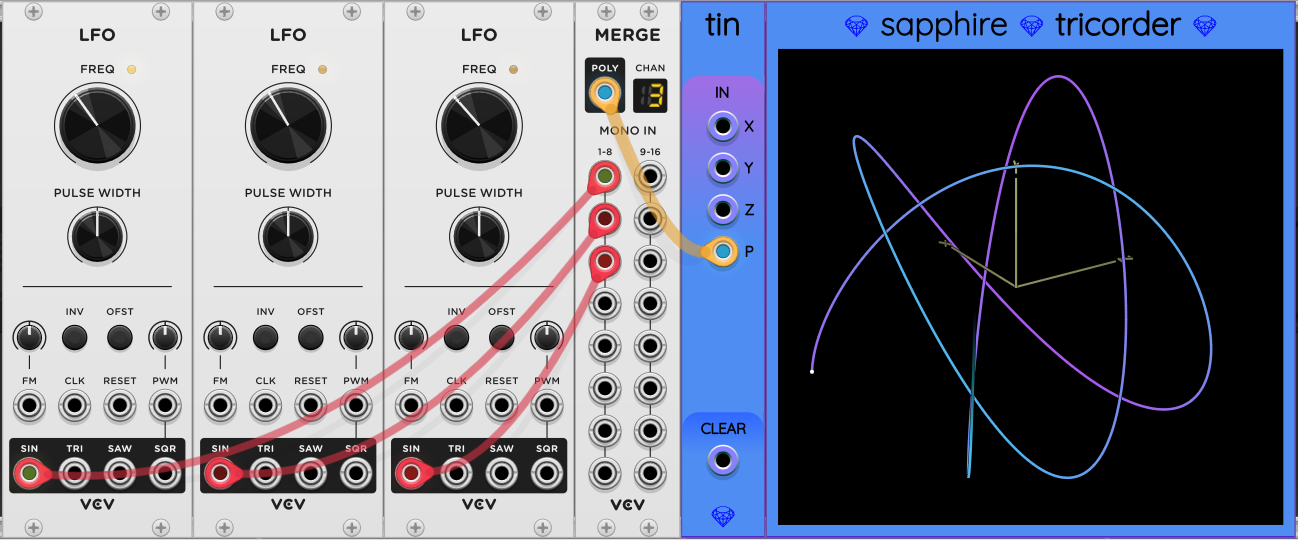 LFO
FREQ
PULSE WIDTH
INV OFST
FM CLK RESET PWM
SIN TRI SAW SQR
VCV
LFO
FREQ
PULSE WIDTH
INV OFST
FM CLK RESET PWM
SIN TRI SAW SQR
VCV
LFO
FREQ
PULSE WIDTH
INV OFST
FM CLK RESET PWM
SIN TRI SAW SQR
VCV
MERGE
POLY CHAN
3
MONO IN
1-8 9-16
VCV
tin
IN
X
Y
Z
P
CLEAR
sapphire tricorder
y
x
z